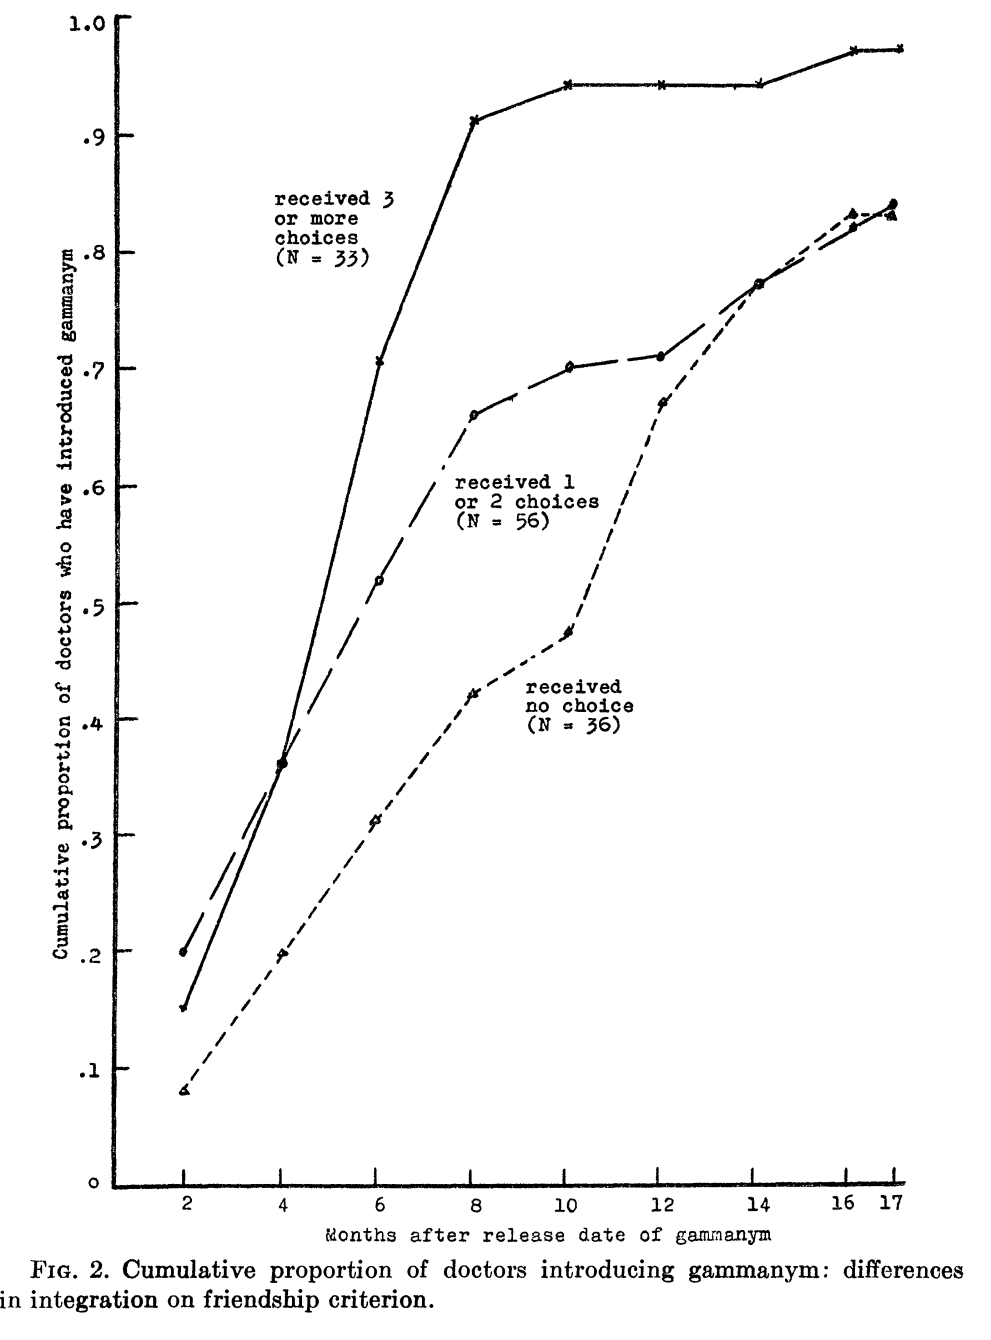 1.0
.9
.8
.7
.6
.5
.4
.3
.2
.1
0
Cumulative proportion of doctors who have introduced gammanym
received 3
or more
choices
(N = 33)
received 1
or 2 choices
(N = 56)
received
no choice
(N = 36)
2 4 6 8 10 12 14 16 17
Months after release date of gammanym
FIG. 2. Cumulative proportion of doctors introducing gammanym: differences
in integration on friendship criterion.